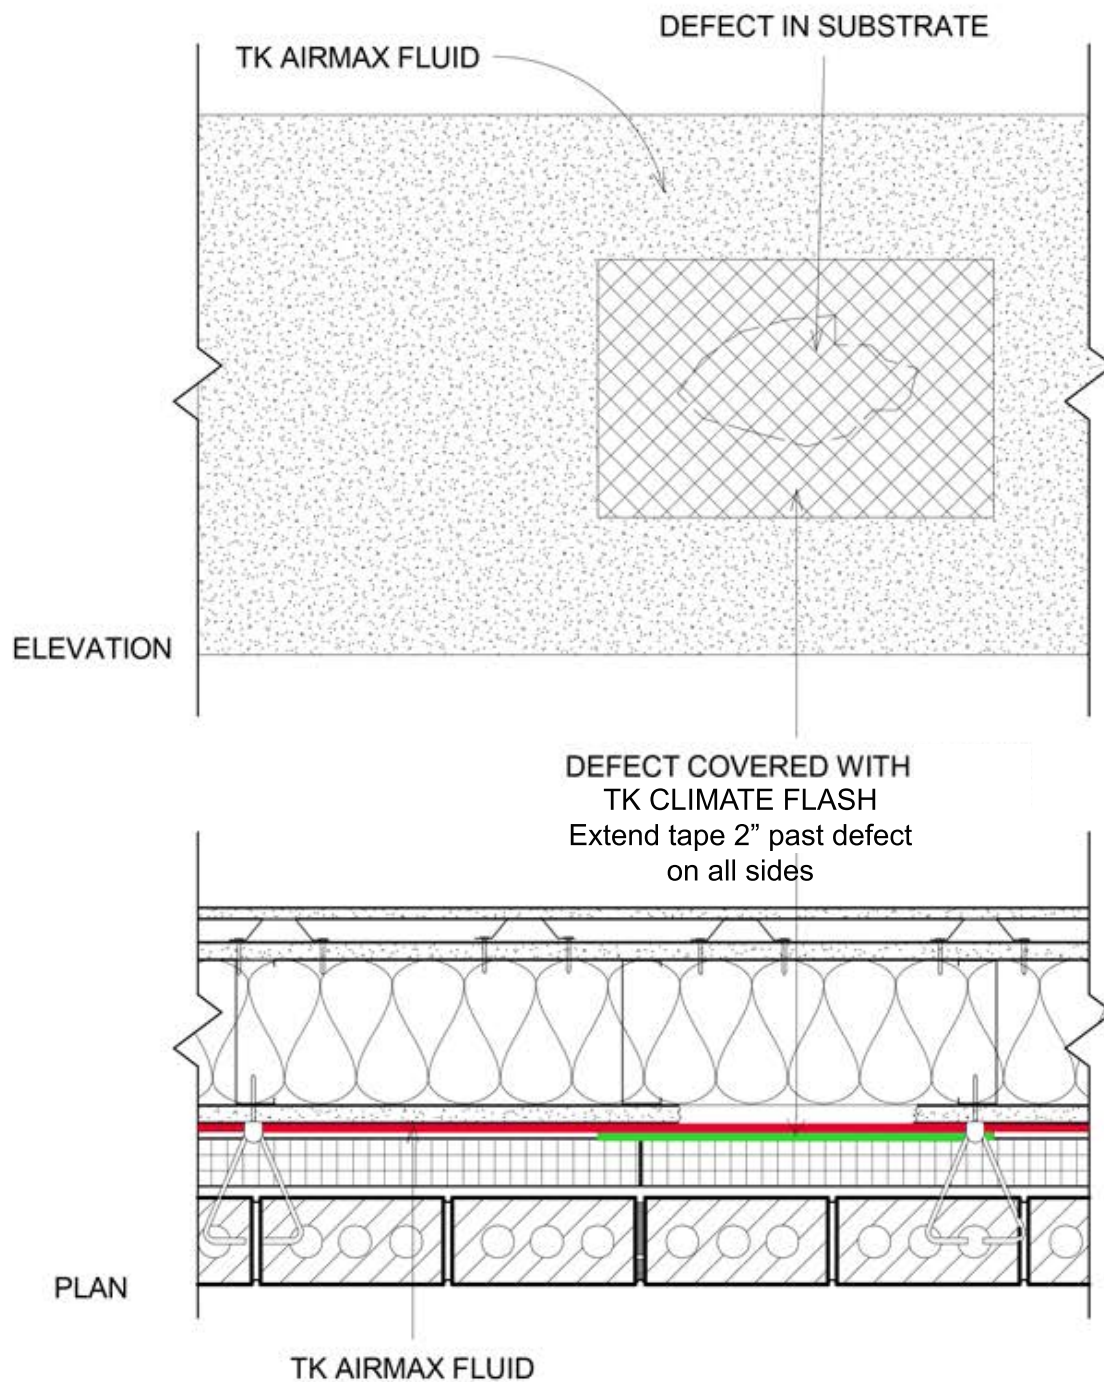 DEFECT IN SUBSTRATE
TK AIRMAX FLUID
ELEVATION
DEFECT COVERED WITH
TK CLIMATE FLASH
Extend tape 2” past defect
on all sides
PLAN
TK AIRMAX FLUID